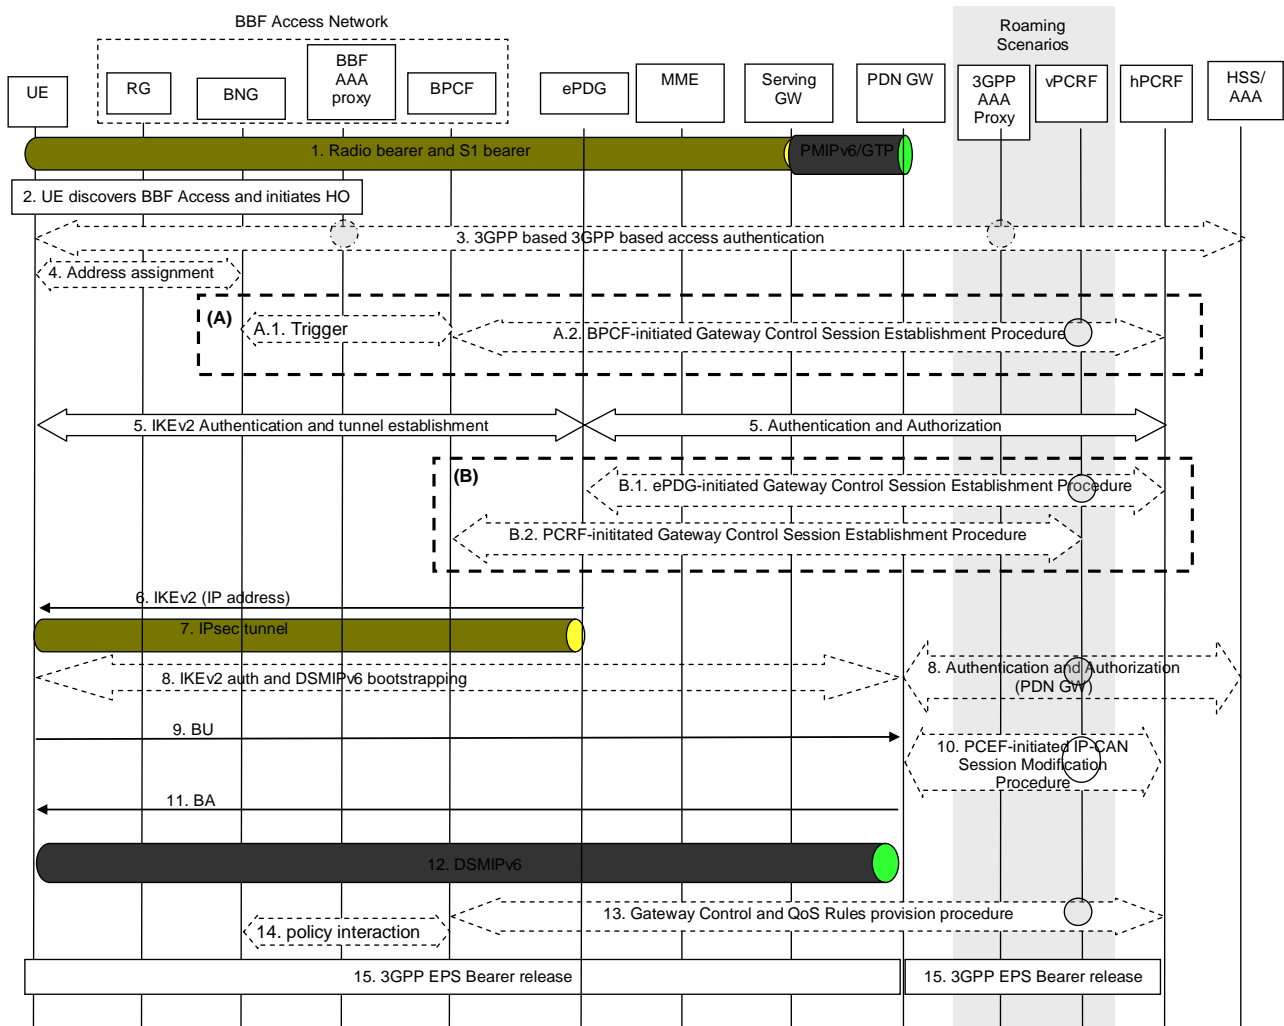 BBF Access Network
Roaming
Scenarios
UE
RG
BNG
BBF
AAA
proxy
BPCF
ePDG
MME
Serving
GW
PDN GW
3GPP
AAA
Proxy
vPCRF
hPCRF
HSS/
AAA
1. Radio bearer and S1 bearer
PMIPv6/GTP
2. UE discovers BBF Access and initiates HO
3. 3GPP based 3GPP based access authentication
4. Address assignment
(A)
A.1. Trigger
A.2. BPCF-initiated Gateway Control Session Establishment Procedure
5. IKEv2 Authentication and tunnel establishment
5. Authentication and Authorization
(B)
B.1. ePDG-initiated Gateway Control Session Establishment Procedure
B.2. PCRF-inititated Gateway Control Session Establishment Procedure
6. IKEv2 (IP address)
7. IPsec tunnel
8. IKEv2 auth and DSMIPv6 bootstrapping
8. Authentication and Authorization
(PDN GW)
9. BU
10. PCEF-initiated IP-CAN
Session Modification
Procedure
11. BA
12. DSMIPv6
13. Gateway Control and QoS Rules provision procedure
14. policy interaction
15. 3GPP EPS Bearer release
15. 3GPP EPS Bearer release